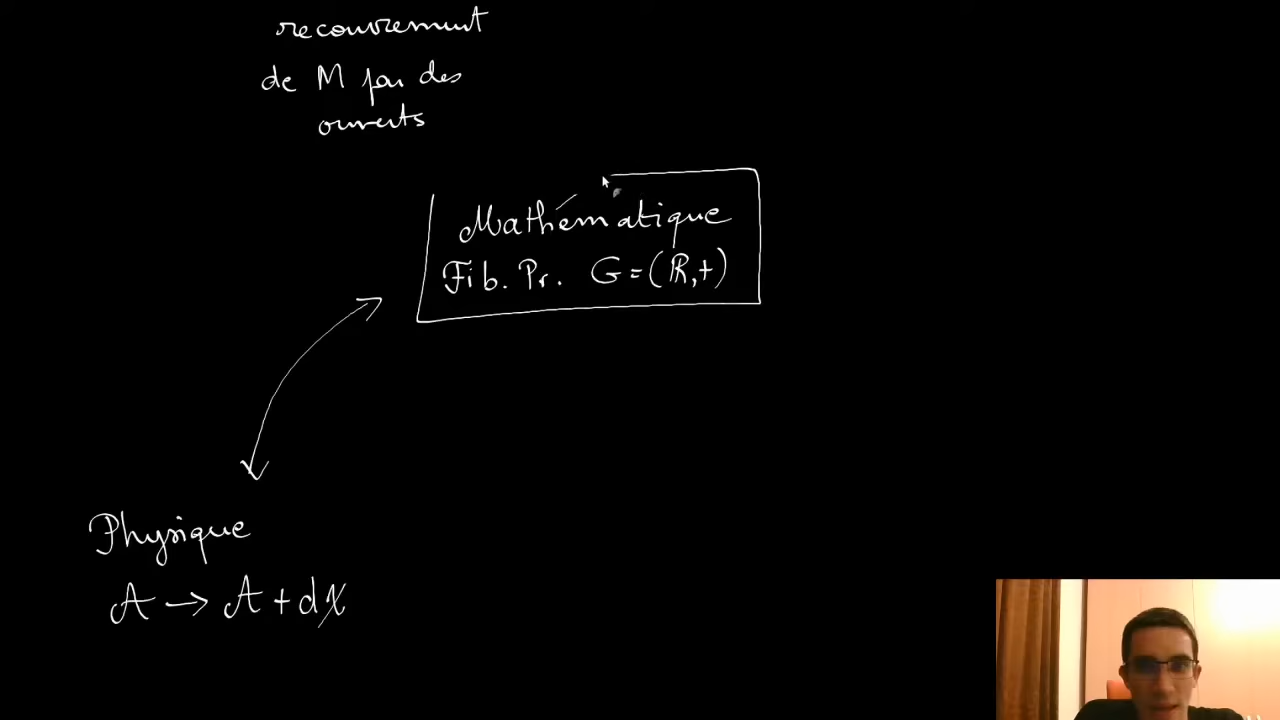 recouvrement
de M par des
ouverts
Mathématique
Fib. Pr. G = (ℝ, +)
Physique
A → A + dχ